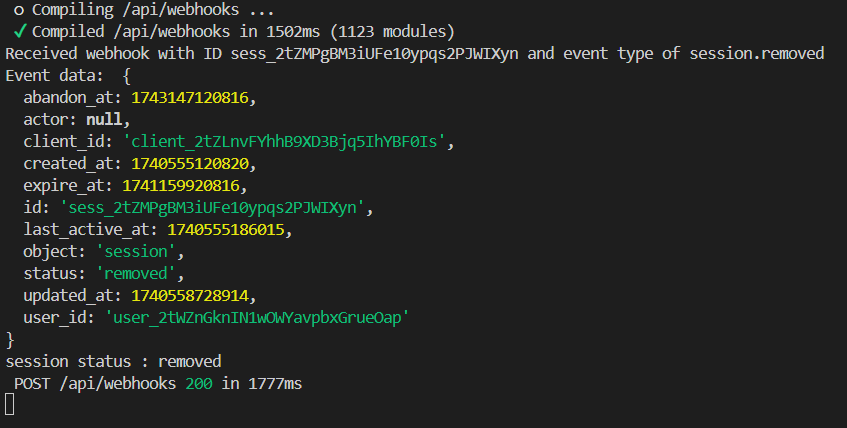 ○ Compiling /api/webhooks ...
✓ Compiled /api/webhooks in 1502ms (1123 modules)
Received webhook with ID sess_2tZMPgBM3iUFe10ypqs2PJWIXyn and event type of session.removed
Event data:  {
  abandon_at: 1743147120816,
  actor: null,
  client_id: 'client_2tZLnvFYhhB9XD3Bjq5IhYBF0Is',
  created_at: 1740555120820,
  expire_at: 1741159920816,
  id: 'sess_2tZMPgBM3iUFe10ypqs2PJWIXyn',
  last_active_at: 1740555186015,
  object: 'session',
  status: 'removed',
  updated_at: 1740558728914,
  user_id: 'user_2tWZnGknIN1wOWYavpbxGrueOap'
}
session status : removed
POST /api/webhooks 200 in 1777ms